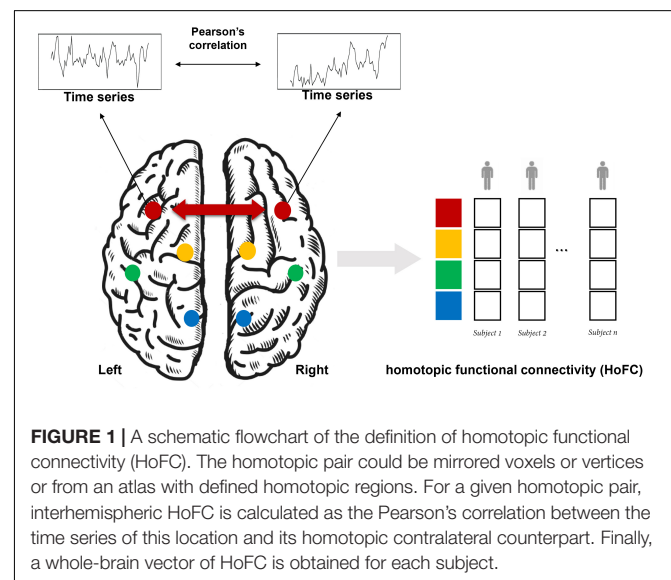 Pearson's
correlation
Time series
Time series
...
Left
Right
Subject 1
Subject 2
Subject n
homotopic functional connectivity (HoFC)
FIGURE 1 | A schematic flowchart of the definition of homotopic functional
connectivity (HoFC). The homotopic pair could be mirrored voxels or vertices
or from an atlas with defined homotopic regions. For a given homotopic pair,
interhemispheric HoFC is calculated as the Pearson's correlation between the
time series of this location and its homotopic contralateral counterpart. Finally,
a whole-brain vector of HoFC is obtained for each subject.